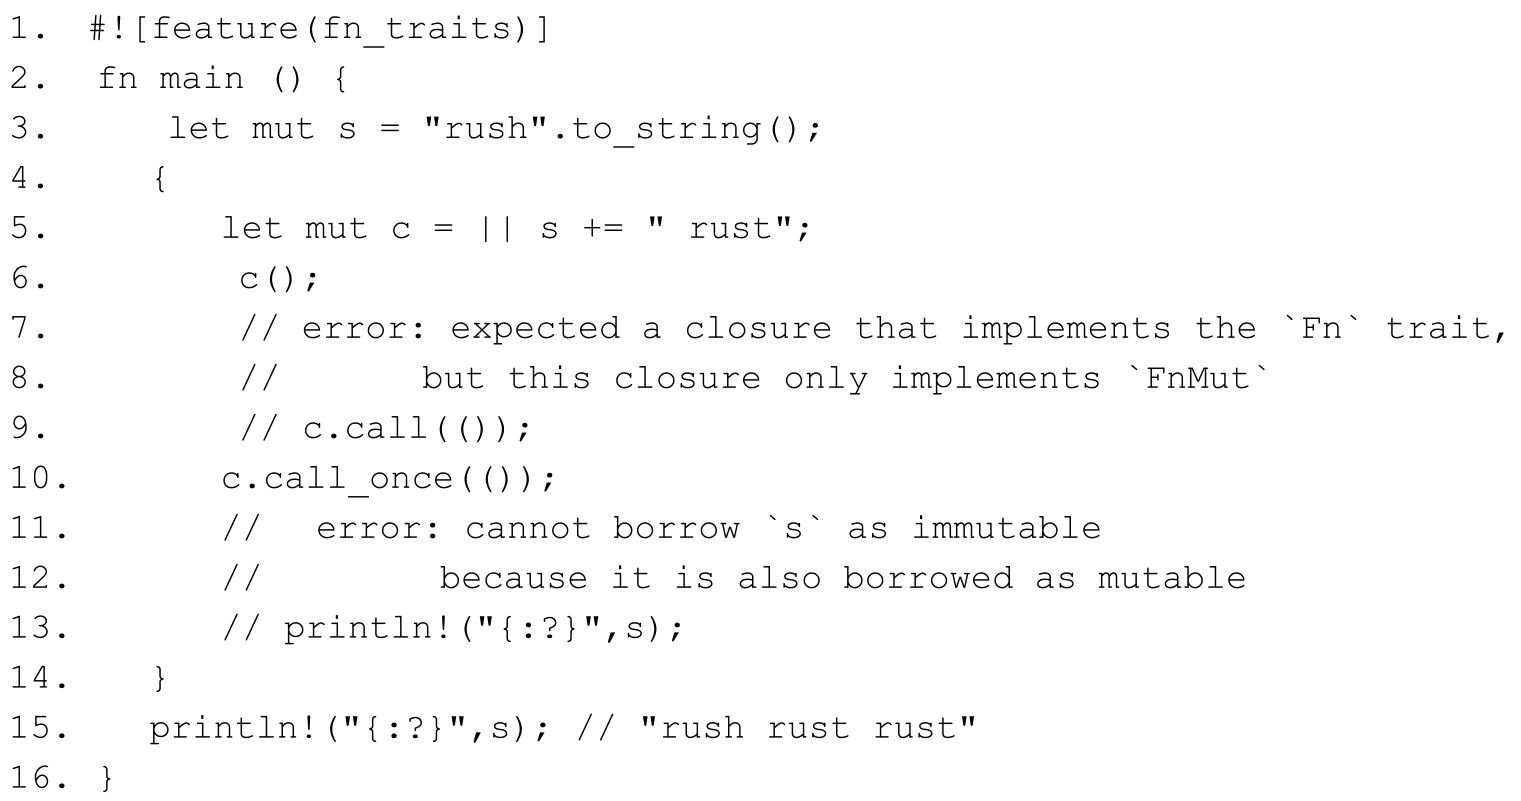 1. #![feature(fn_traits)]
2. fn main () {
3. let mut s = "rush".to_string();
4. {
5. let mut c = || s += " rust";
6. c();
7. // error: expected a closure that implements the `Fn` trait,
8. // but this closure only implements `FnMut`
9. // c.call(());
10. c.call_once(());
11. // error: cannot borrow `s` as immutable
12. // because it is also borrowed as mutable
13. // println!("{:?}",s);
14. }
15. println!("{:?}",s); // "rush rust rust"
16. }